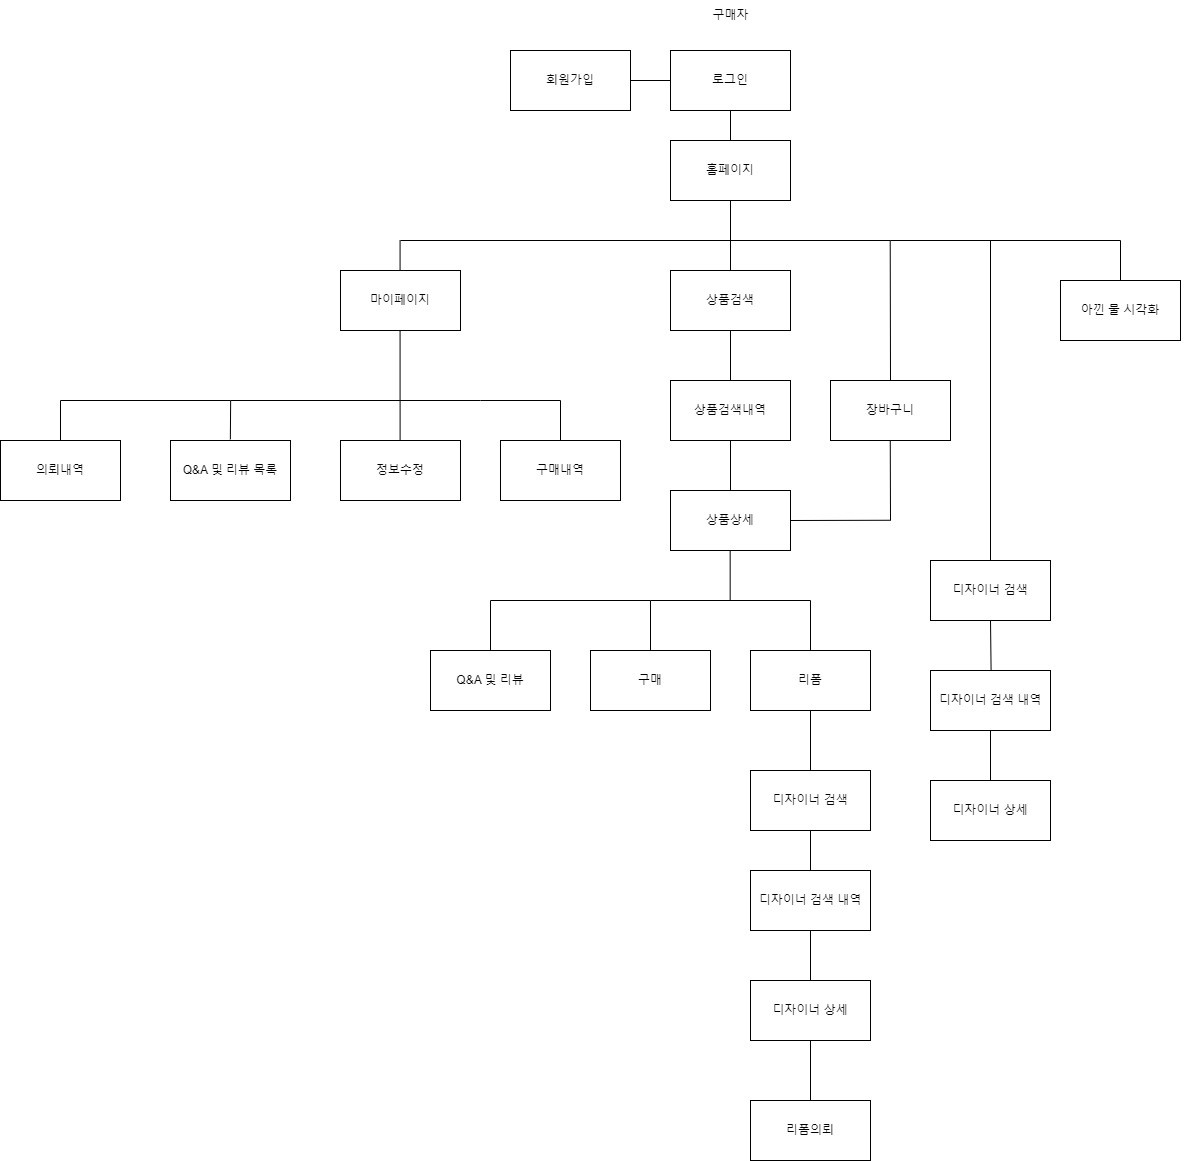 구매자
회원가입
로그인
홈페이지
마이페이지
상품검색
아낀 물 시각화
상품검색내역
장바구니
의뢰내역
Q&A 및 리뷰 목록
정보수정
구매내역
상품상세
디자이너 검색
Q&A 및 리뷰
구매
리폼
디자이너 검색 내역
디자이너 검색
디자이너 상세
디자이너 검색 내역
디자이너 상세
리폼의뢰